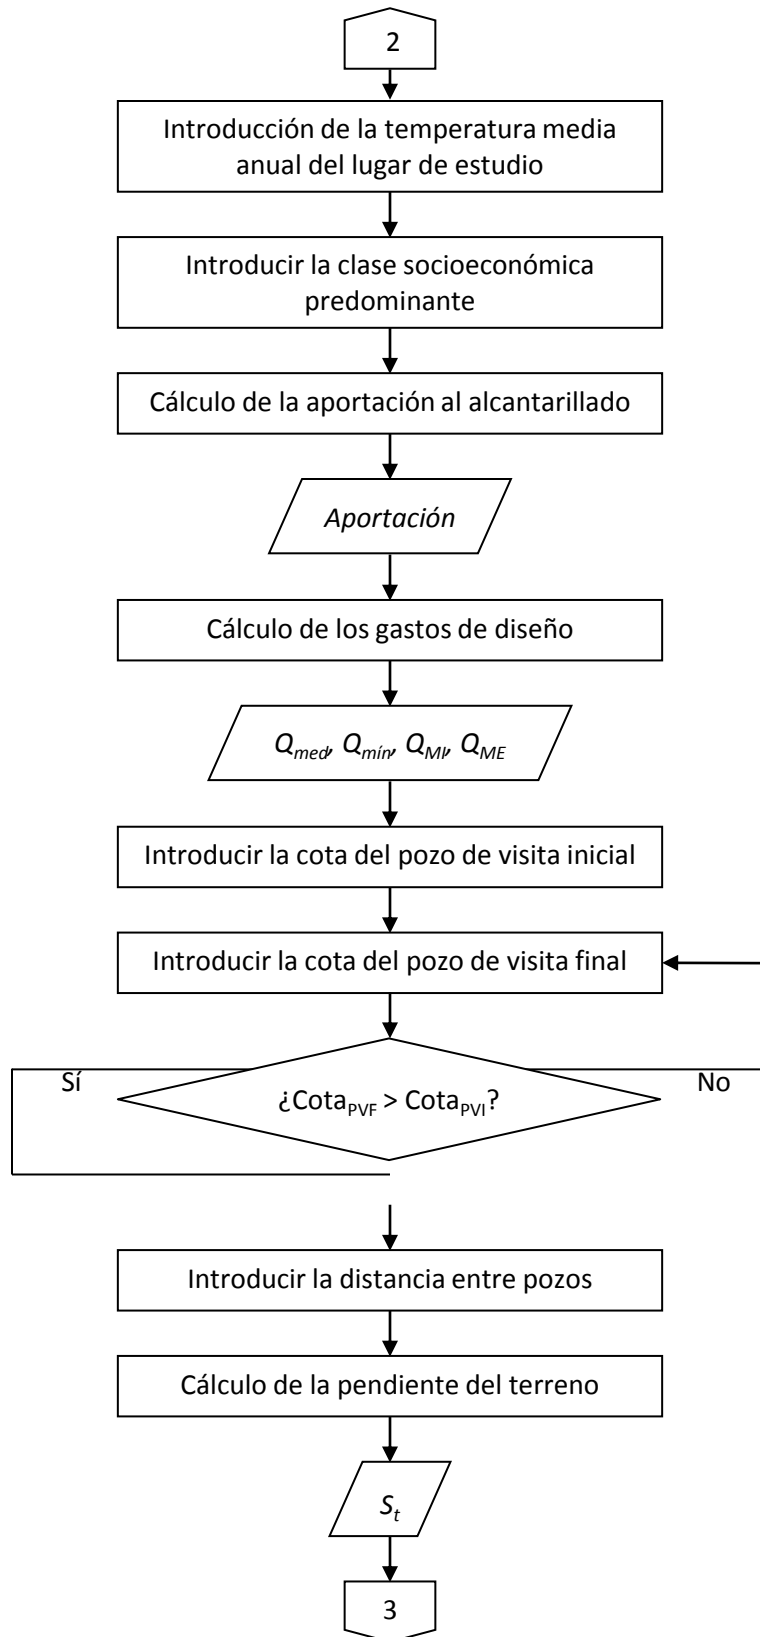 2
Introducción de la temperatura media
anual del lugar de estudio
Introducir la clase socioeconómica
predominante
Cálculo de la aportación al alcantarillado
Aportación
Cálculo de los gastos de diseño
Qmed, Qmín, QMI, QME
Introducir la cota del pozo de visita inicial
Introducir la cota del pozo de visita final
Sí
¿CotaPVF > CotaPVI?
No
Introducir la distancia entre pozos
Cálculo de la pendiente del terreno
St
3